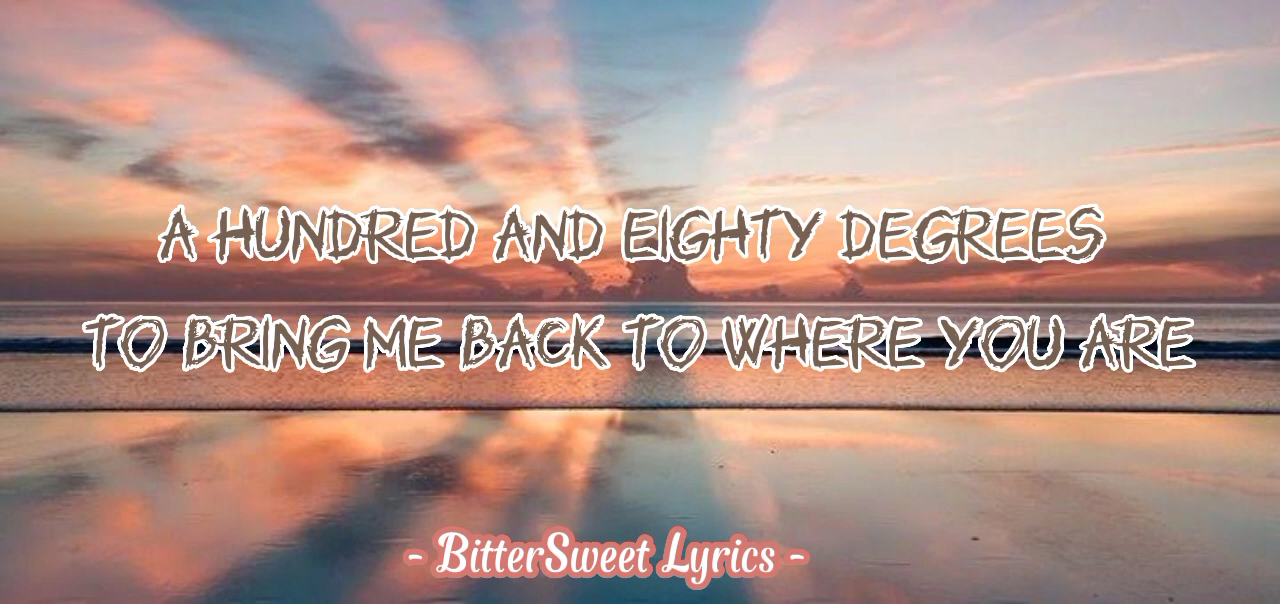 A HUNDRED AND EIGHTY DEGREES
TO BRING ME BACK TO WHERE YOU ARE
- BitterSweet Lyrics -